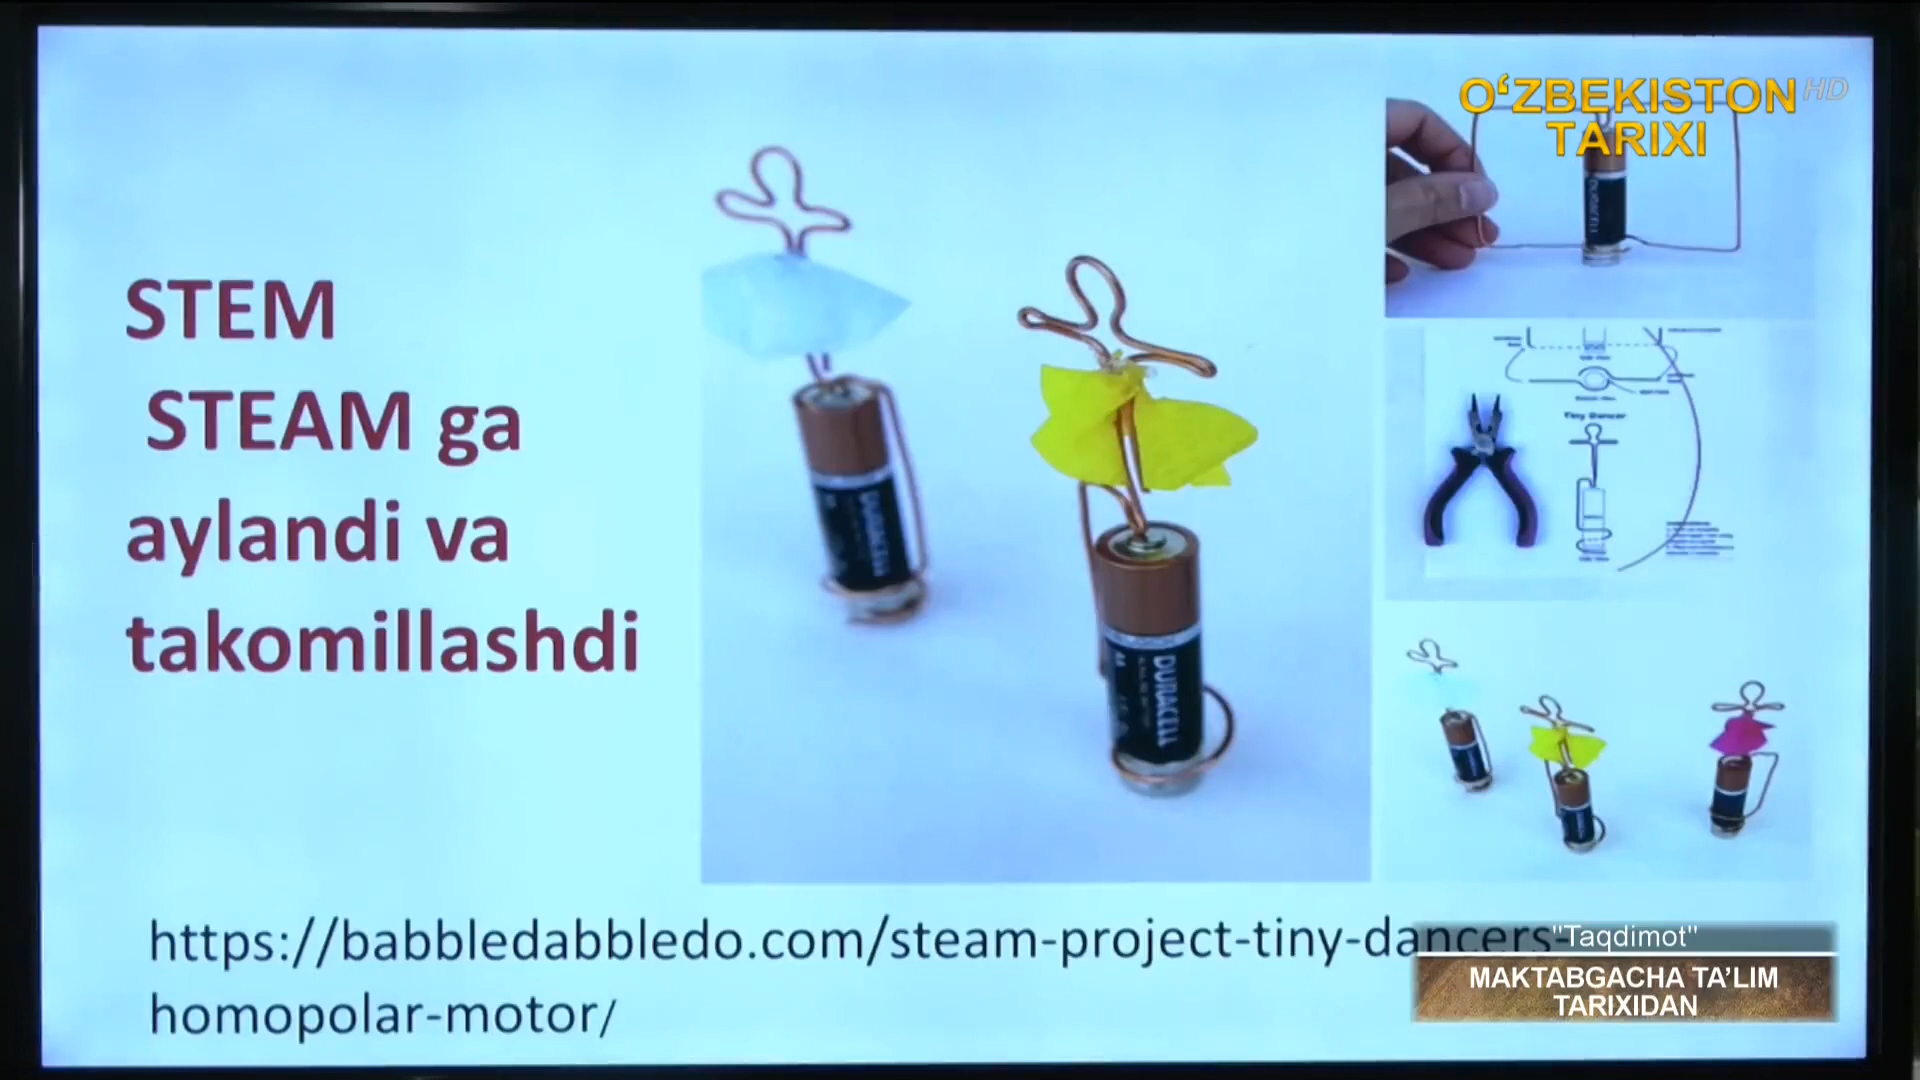 O‘ZBEKISTON HD
TARIXI
STEM
STEAM ga
aylandi va
takomillashdi
DURACELL
DURACELL
DURACELL
Tiny Dancer
https://babbledabbledo.com/steam-project-tiny-dancers-
homopolar-motor/
"Taqdimot"
MAKTABGACHA TA’LIM
TARIXIDAN